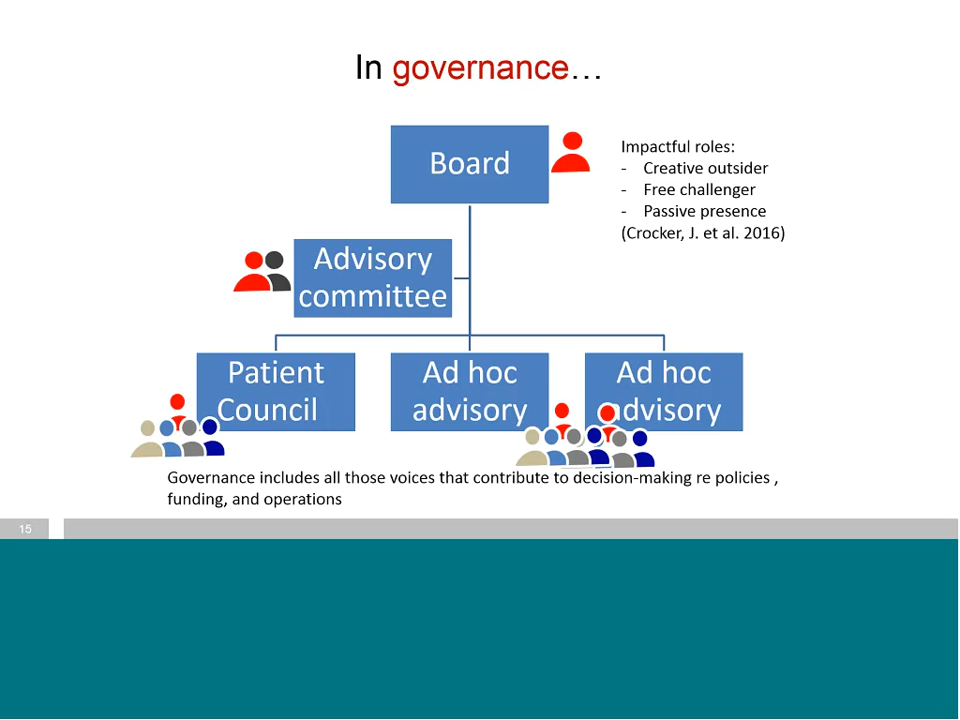 In governance…
Board
Impactful roles:
- Creative outsider
- Free challenger
- Passive presence
(Crocker, J. et al. 2016)
Advisory
committee
Patient
Council
Ad hoc
advisory
Ad hoc
advisory
Governance includes all those voices that contribute to decision-making re policies ,
funding, and operations
15